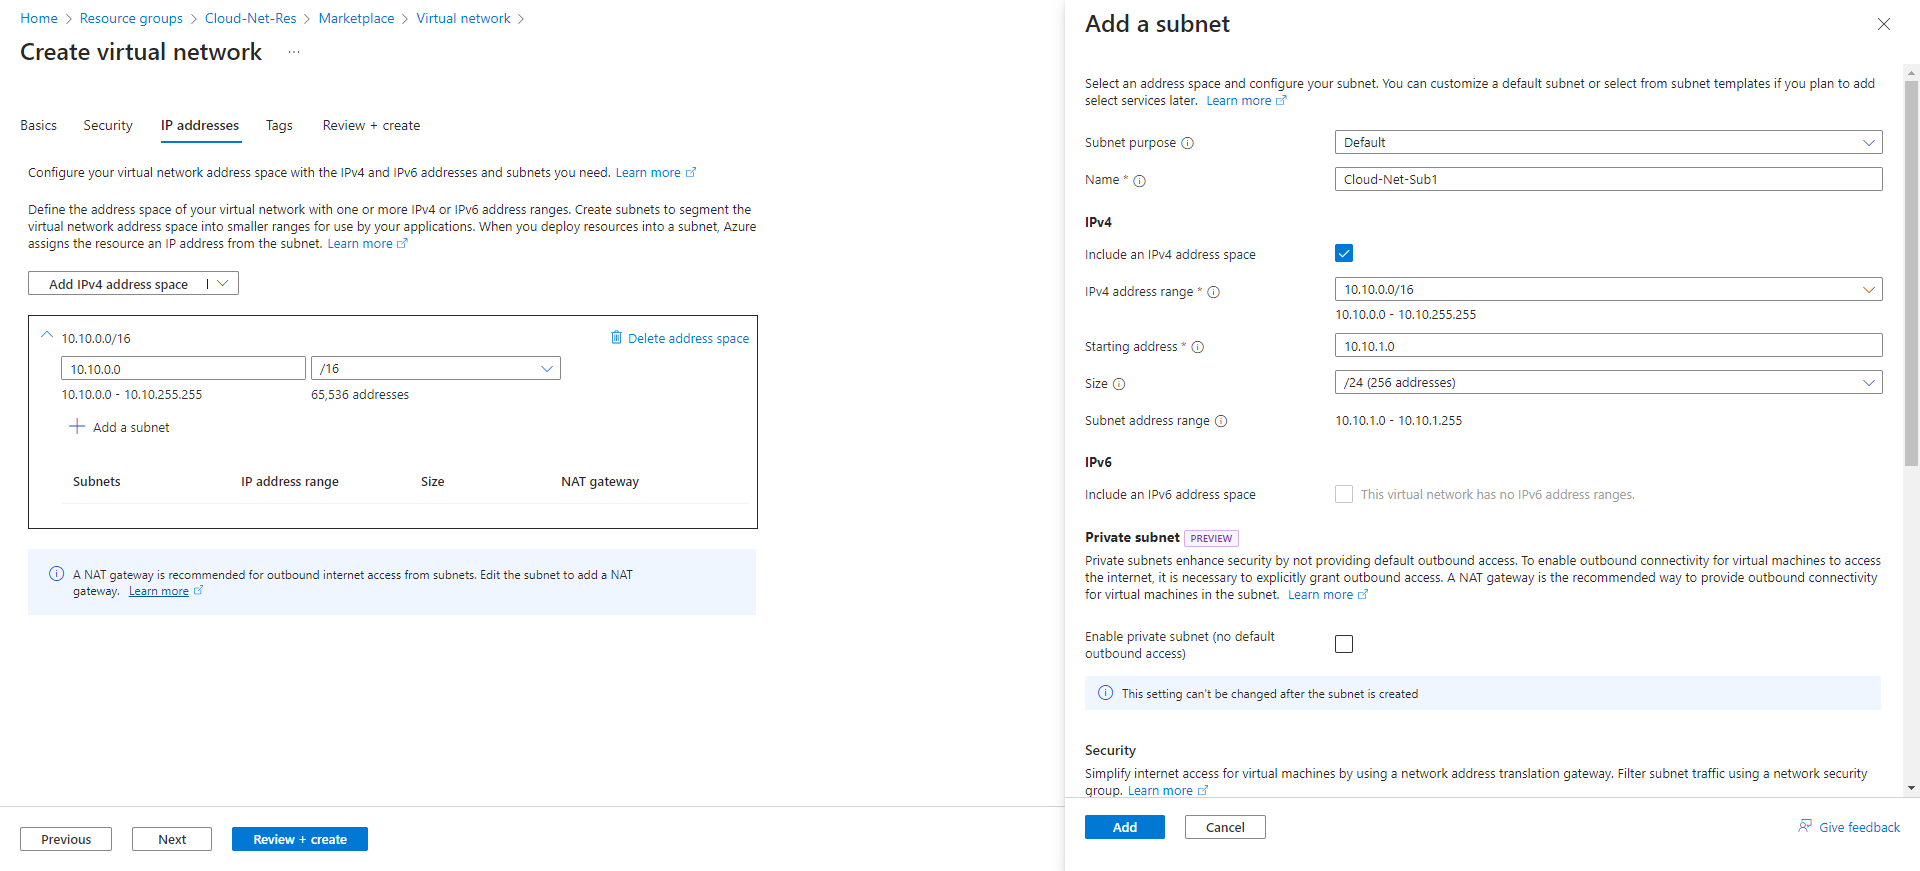 Home > Resource groups > Cloud-Net-Res > Marketplace > Virtual network >
Create virtual network ...
Basics Security IP addresses Tags Review + create
Configure your virtual network address space with the IPv4 and IPv6 addresses and subnets you need. Learn more
Define the address space of your virtual network with one or more IPv4 or IPv6 address ranges. Create subnets to segment the
virtual network address space into smaller ranges for use by your applications. When you deploy resources into a subnet, Azure
assigns the resource an IP address from the subnet. Learn more
Add IPv4 address space |
10.10.0.0/16 Delete address space
10.10.0.0 /16
10.10.0.0 - 10.10.255.255 65,536 addresses
+ Add a subnet
Subnets IP address range Size NAT gateway
A NAT gateway is recommended for outbound internet access from subnets. Edit the subnet to add a NAT
gateway. Learn more
Previous Next Review + create
Add a subnet
Select an address space and configure your subnet. You can customize a default subnet or select from subnet templates if you plan to add
select services later. Learn more
Subnet purpose Default
Name * Cloud-Net-Sub1
IPv4
Include an IPv4 address space
IPv4 address range * 10.10.0.0/16
10.10.0.0 - 10.10.255.255
Starting address * 10.10.1.0
Size /24 (256 addresses)
Subnet address range 10.10.1.0 - 10.10.1.255
IPv6
Include an IPv6 address space This virtual network has no IPv6 address ranges.
Private subnet PREVIEW
Private subnets enhance security by not providing default outbound access. To enable outbound connectivity for virtual machines to access
the internet, it is necessary to explicitly grant outbound access. A NAT gateway is the recommended way to provide outbound connectivity
for virtual machines in the subnet. Learn more
Enable private subnet (no default
outbound access)
This setting can't be changed after the subnet is created
Security
Simplify internet access for virtual machines by using a network address translation gateway. Filter subnet traffic using a network security
group. Learn more
Add Cancel Give feedback